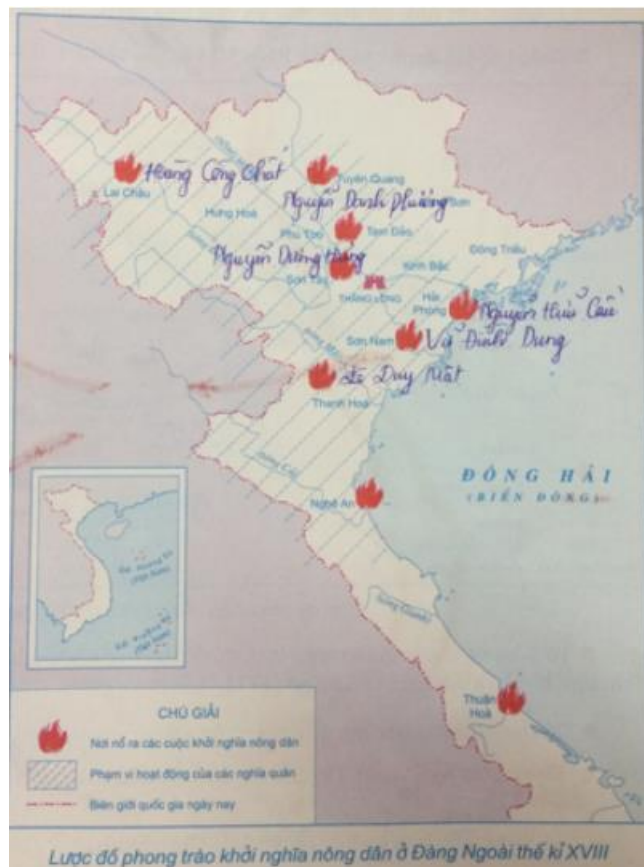 Hoàng Công Chất
Lai Châu
Tuyên Quang
Nguyễn Danh Phương
Hưng Hoá
Phú Thọ
Tam Đảo
Đông Triều
Nguyễn Dương Hưng
Sơn Tây
Kinh Bắc
THĂNG LONG
Hải
Phòng
Nguyễn Hữu Cầu
Sơn Nam
Vũ Đình Dung
Lê Duy Mật
Thanh Hoá
ĐÔNG HẢI
(BIỂN ĐÔNG)
Nghệ An
Sông Gianh
Thuận
Hoá
CHÚ GIẢI
Nơi nổ ra các cuộc khởi nghĩa nông dân
Phạm vi hoạt động của các nghĩa quân
Biên giới quốc gia ngày nay
Lược đồ phong trào khởi nghĩa nông dân ở Đàng Ngoài thế kỉ XVIII